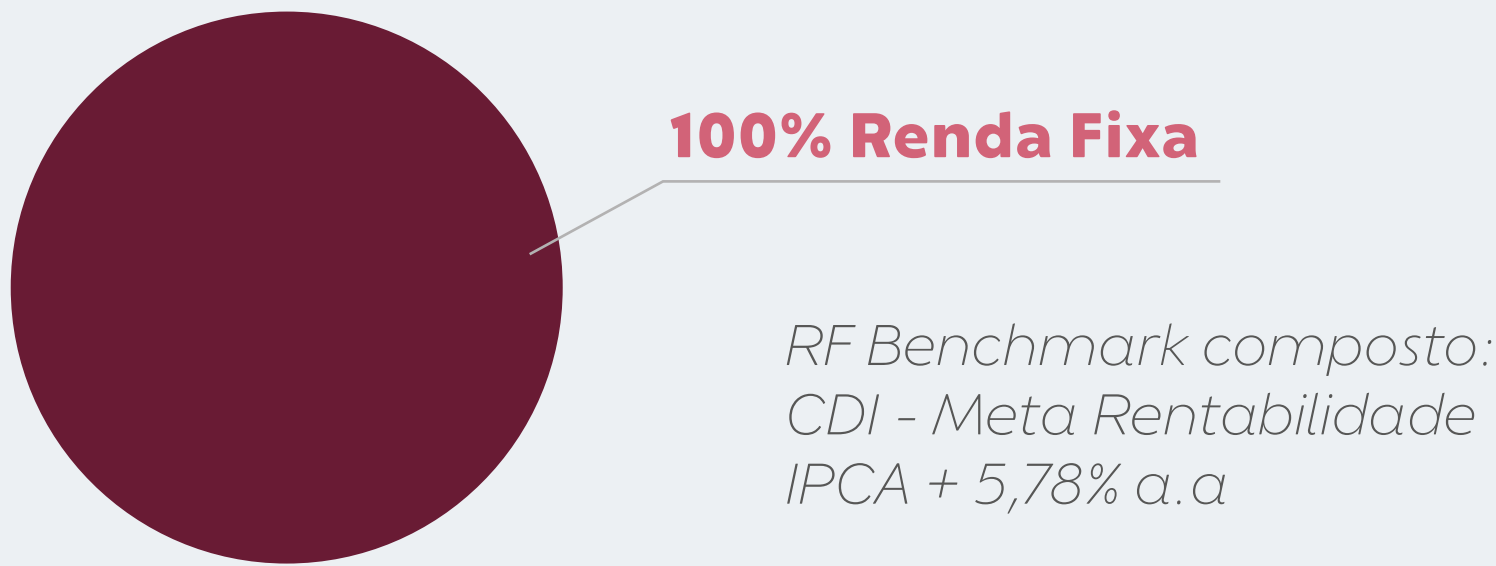 100% Renda Fixa
RF Benchmark composto:
CDI - Meta Rentabilidade
IPCA + 5,78% a.a